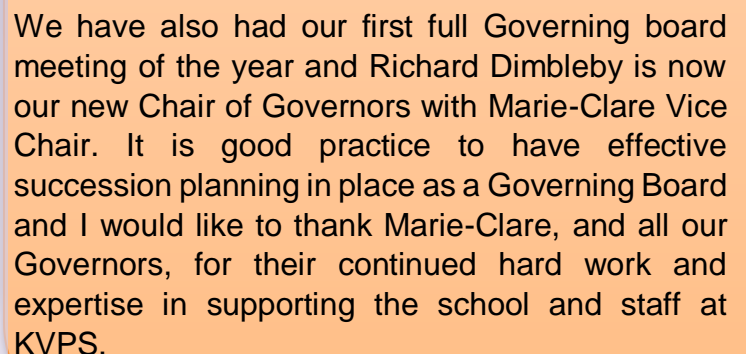 We have also had our first full Governing board
meeting of the year and Richard Dimbleby is now
our new Chair of Governors with Marie-Clare Vice
Chair. It is good practice to have effective
succession planning in place as a Governing Board
and I would like to thank Marie-Clare, and all our
Governors, for their continued hard work and
expertise in supporting the school and staff at
KVPS.